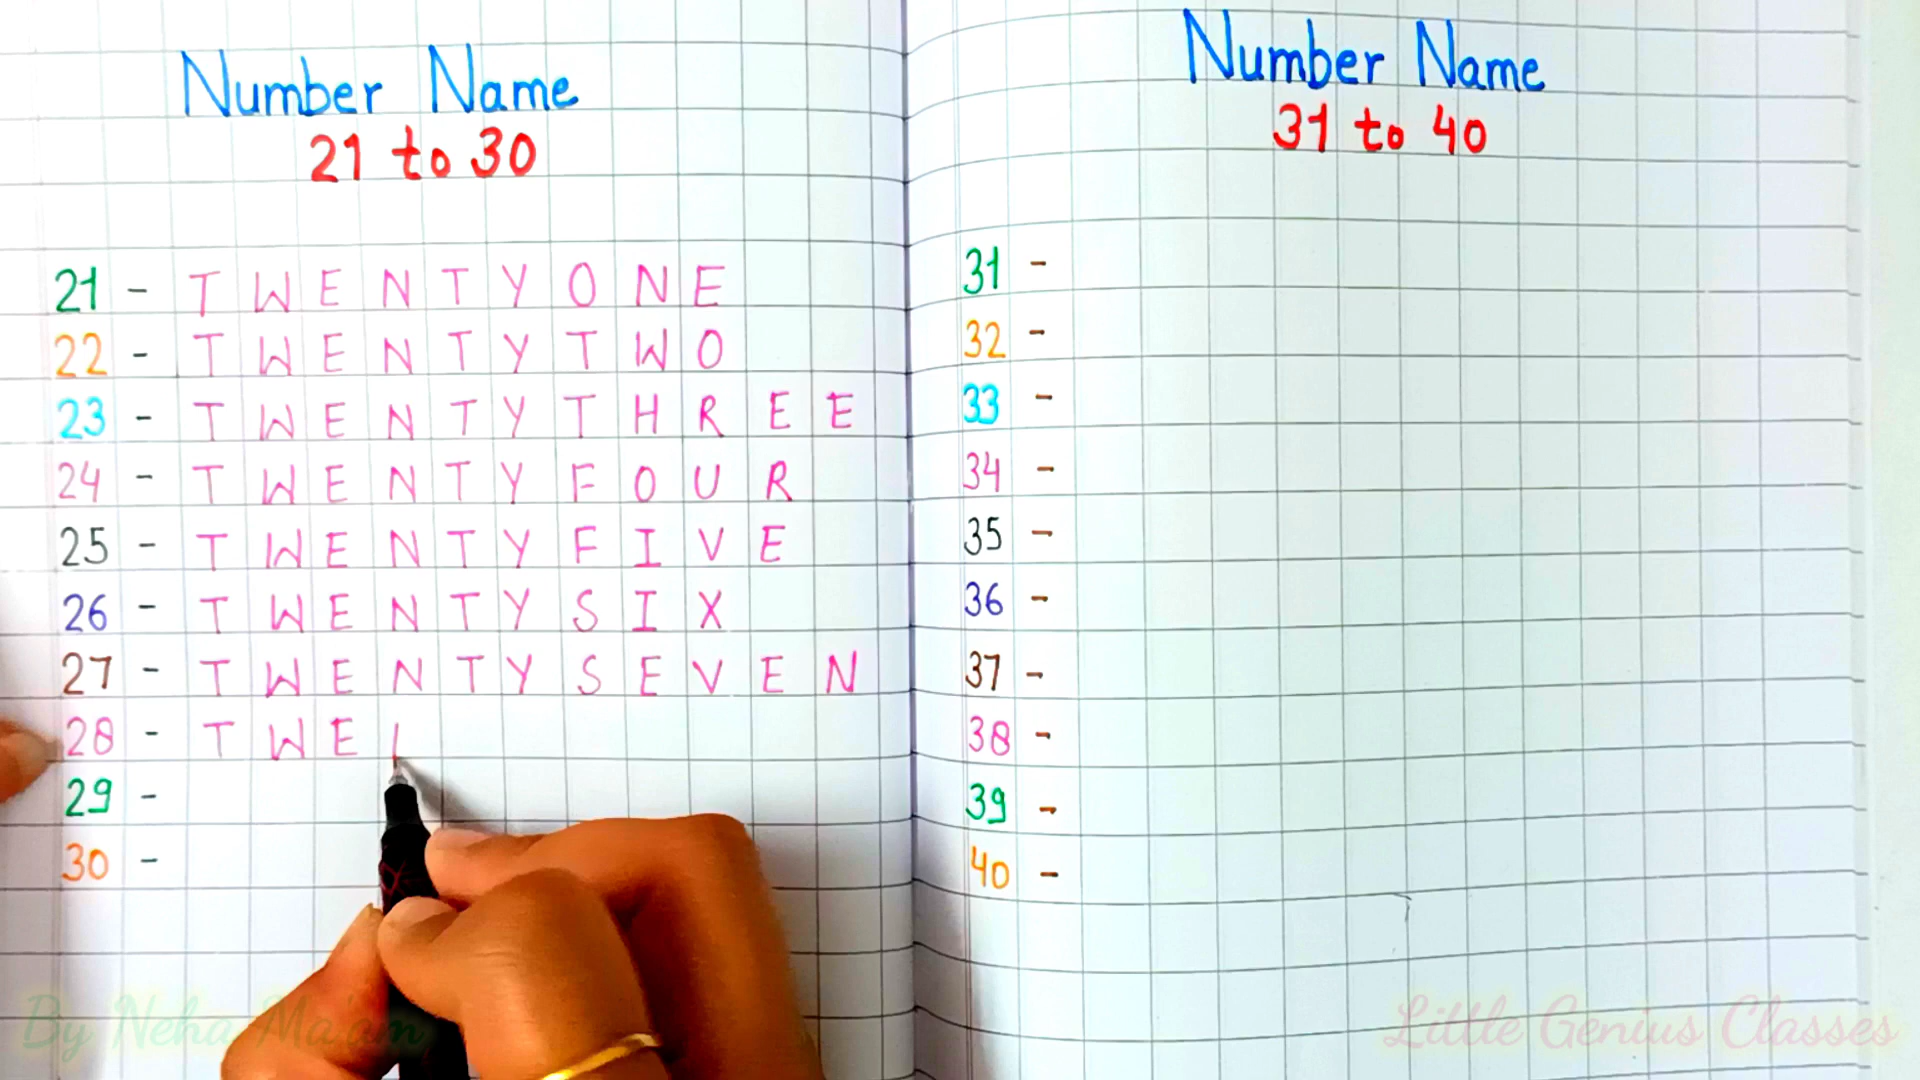 Number Name
21 to 30
21 - TWENTYONE
22 - TWENTYTWO
23 - TWENTYTHREE
24 - TWENTYFOUR
25 - TWENTYFIVE
26 - TWENTYSIX
27 - TWENTYSEVEN
28 - TWE
29 -
30 -
By Neha Ma'am
Number Name
31 to 40
31 -
32 -
33 -
34 -
35 -
36 -
37 -
38 -
39 -
40 -
Little Genius Classes